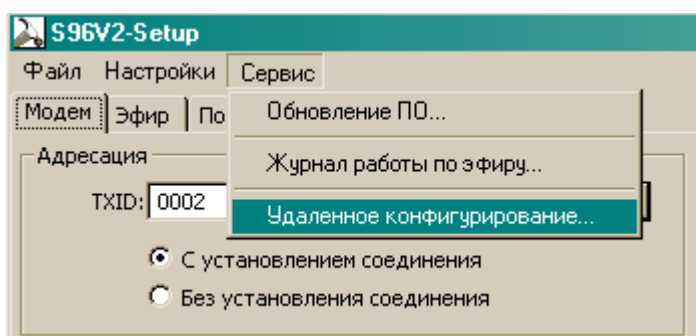 S96V2-Setup
Файл Настройки Сервис
Модем Эфир По
Обновление ПО...
Адресация
Журнал работы по эфиру...
TXID: 0002
Удаленное конфигурирование...
С установлением соединения
Без установления соединения